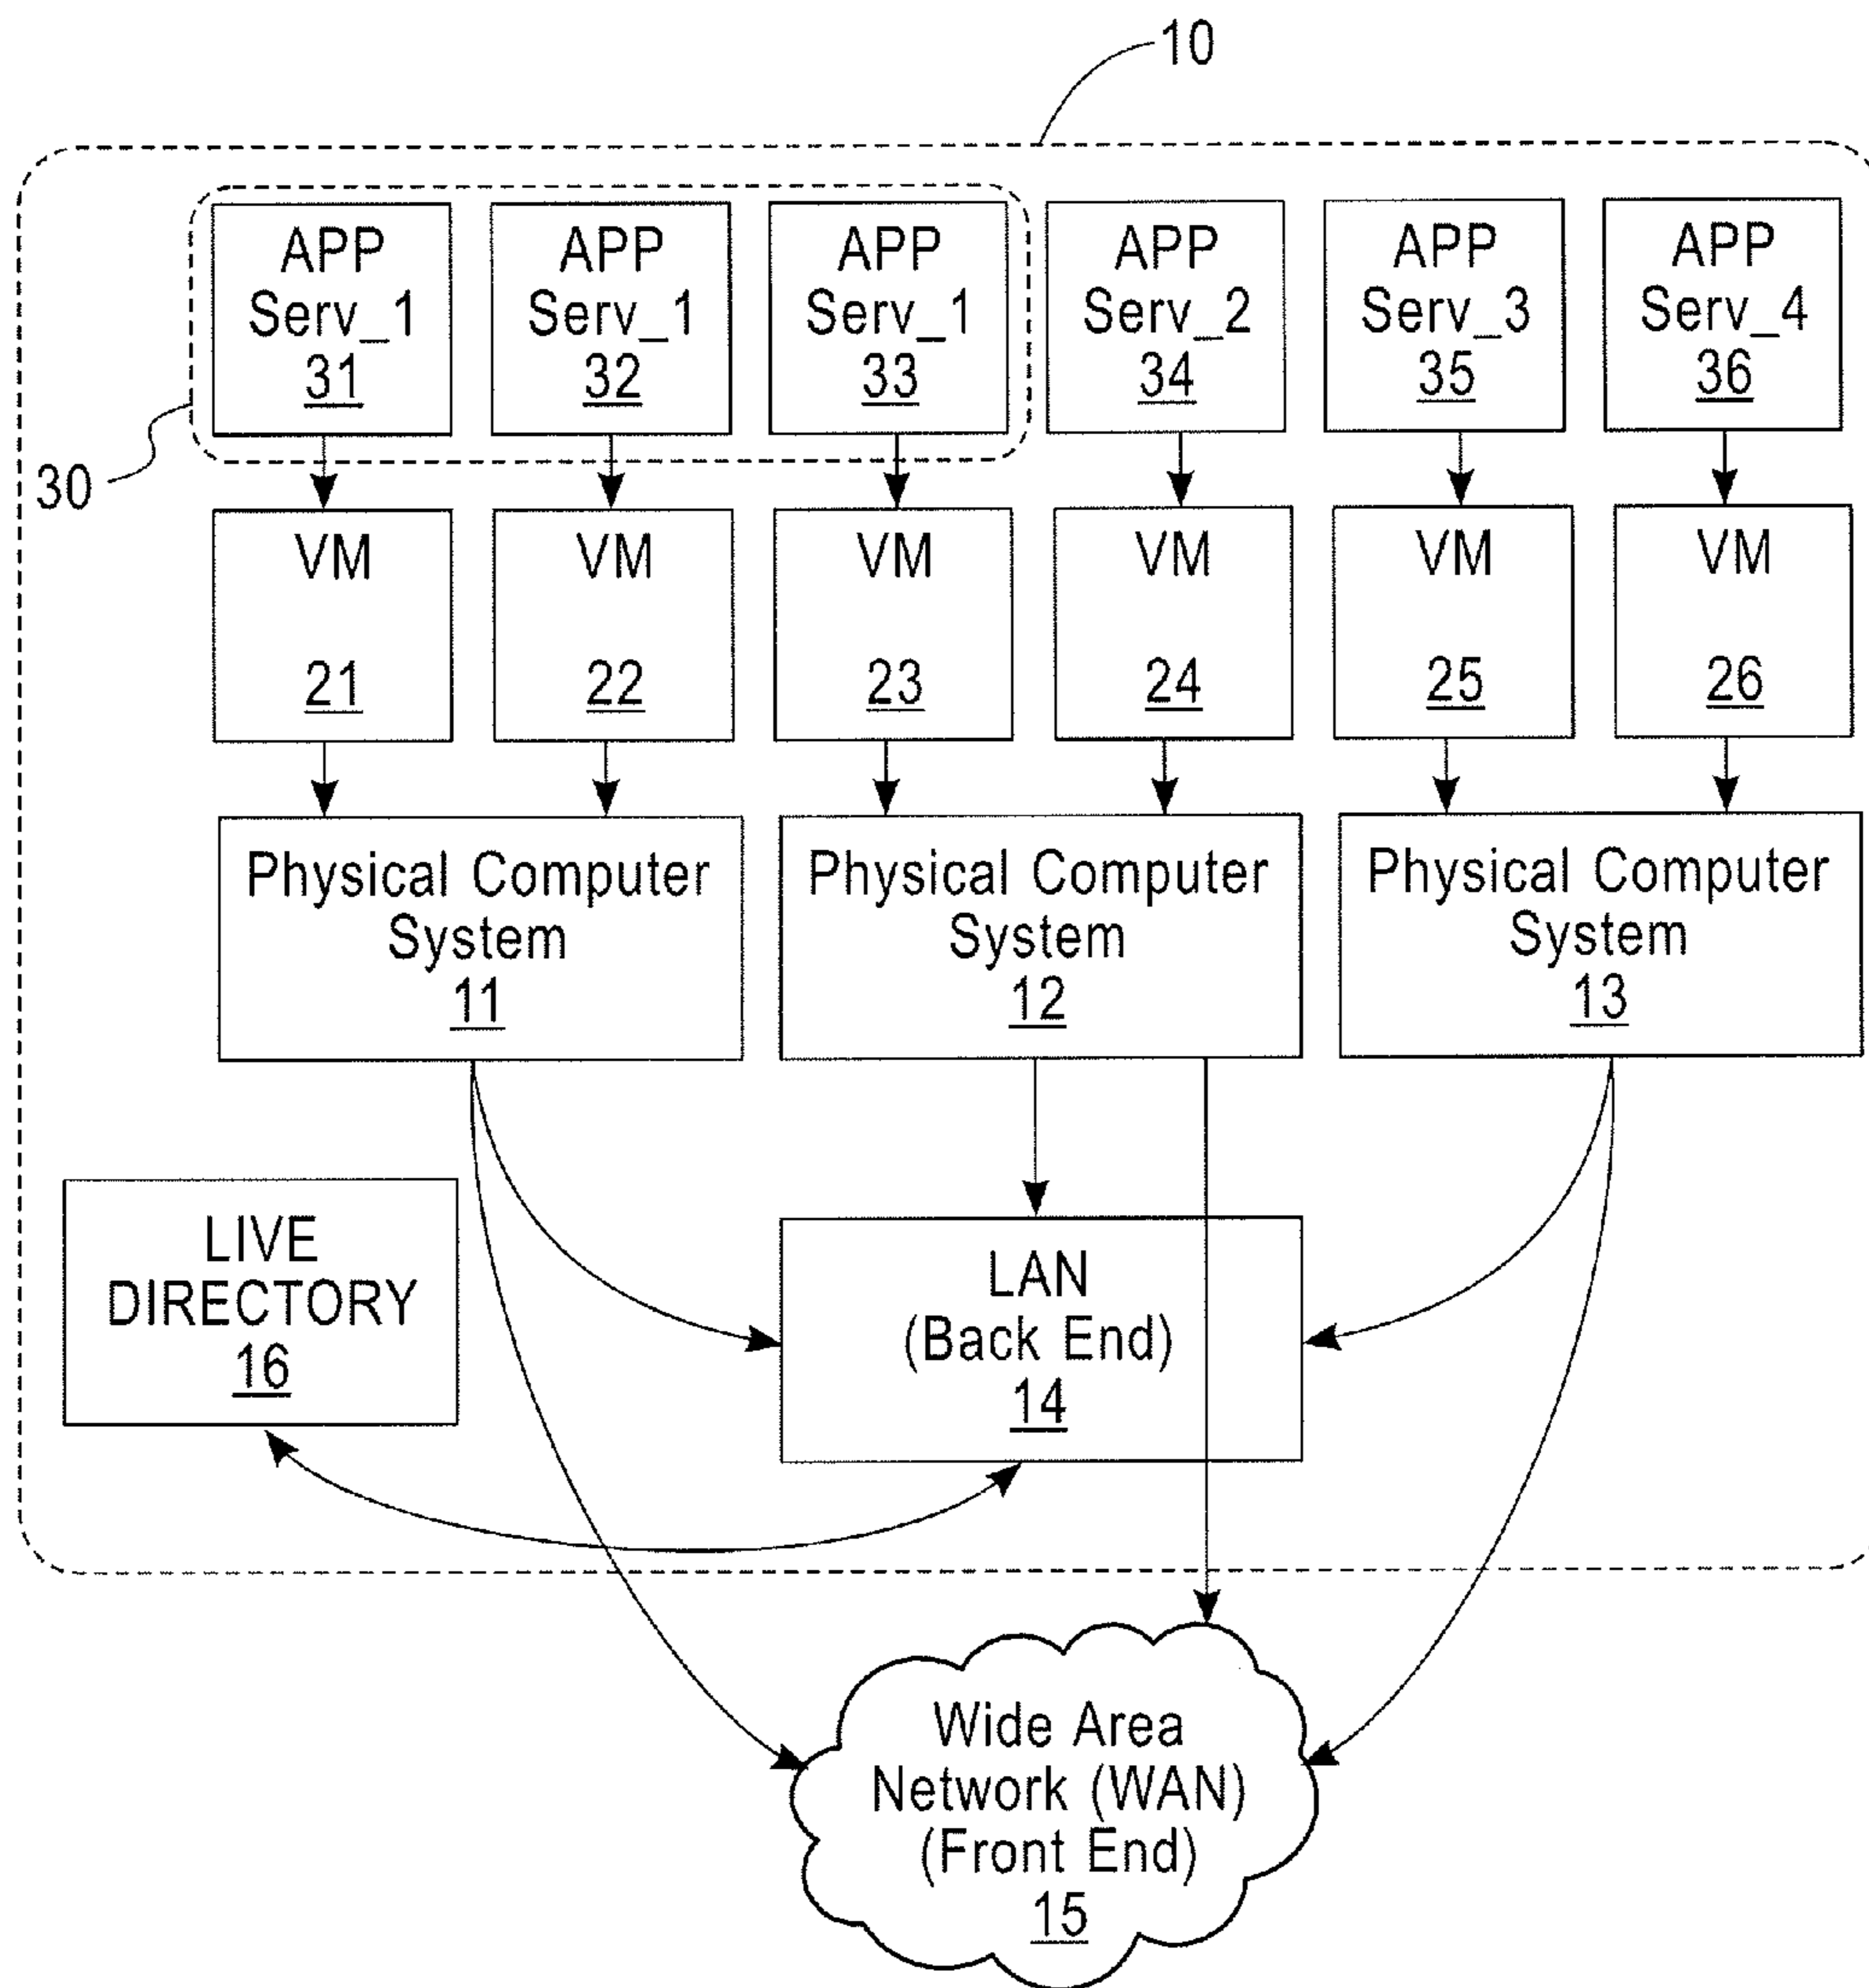 10
APP
Serv_1
31
APP
Serv_1
32
APP
Serv_1
33
APP
Serv_2
34
APP
Serv_3
35
APP
Serv_4
36
30
VM
21
VM
22
VM
23
VM
24
VM
25
VM
26
Physical Computer
System
11
Physical Computer
System
12
Physical Computer
System
13
LIVE
DIRECTORY
16
LAN
(Back End)
14
Wide Area
Network (WAN)
(Front End)
15